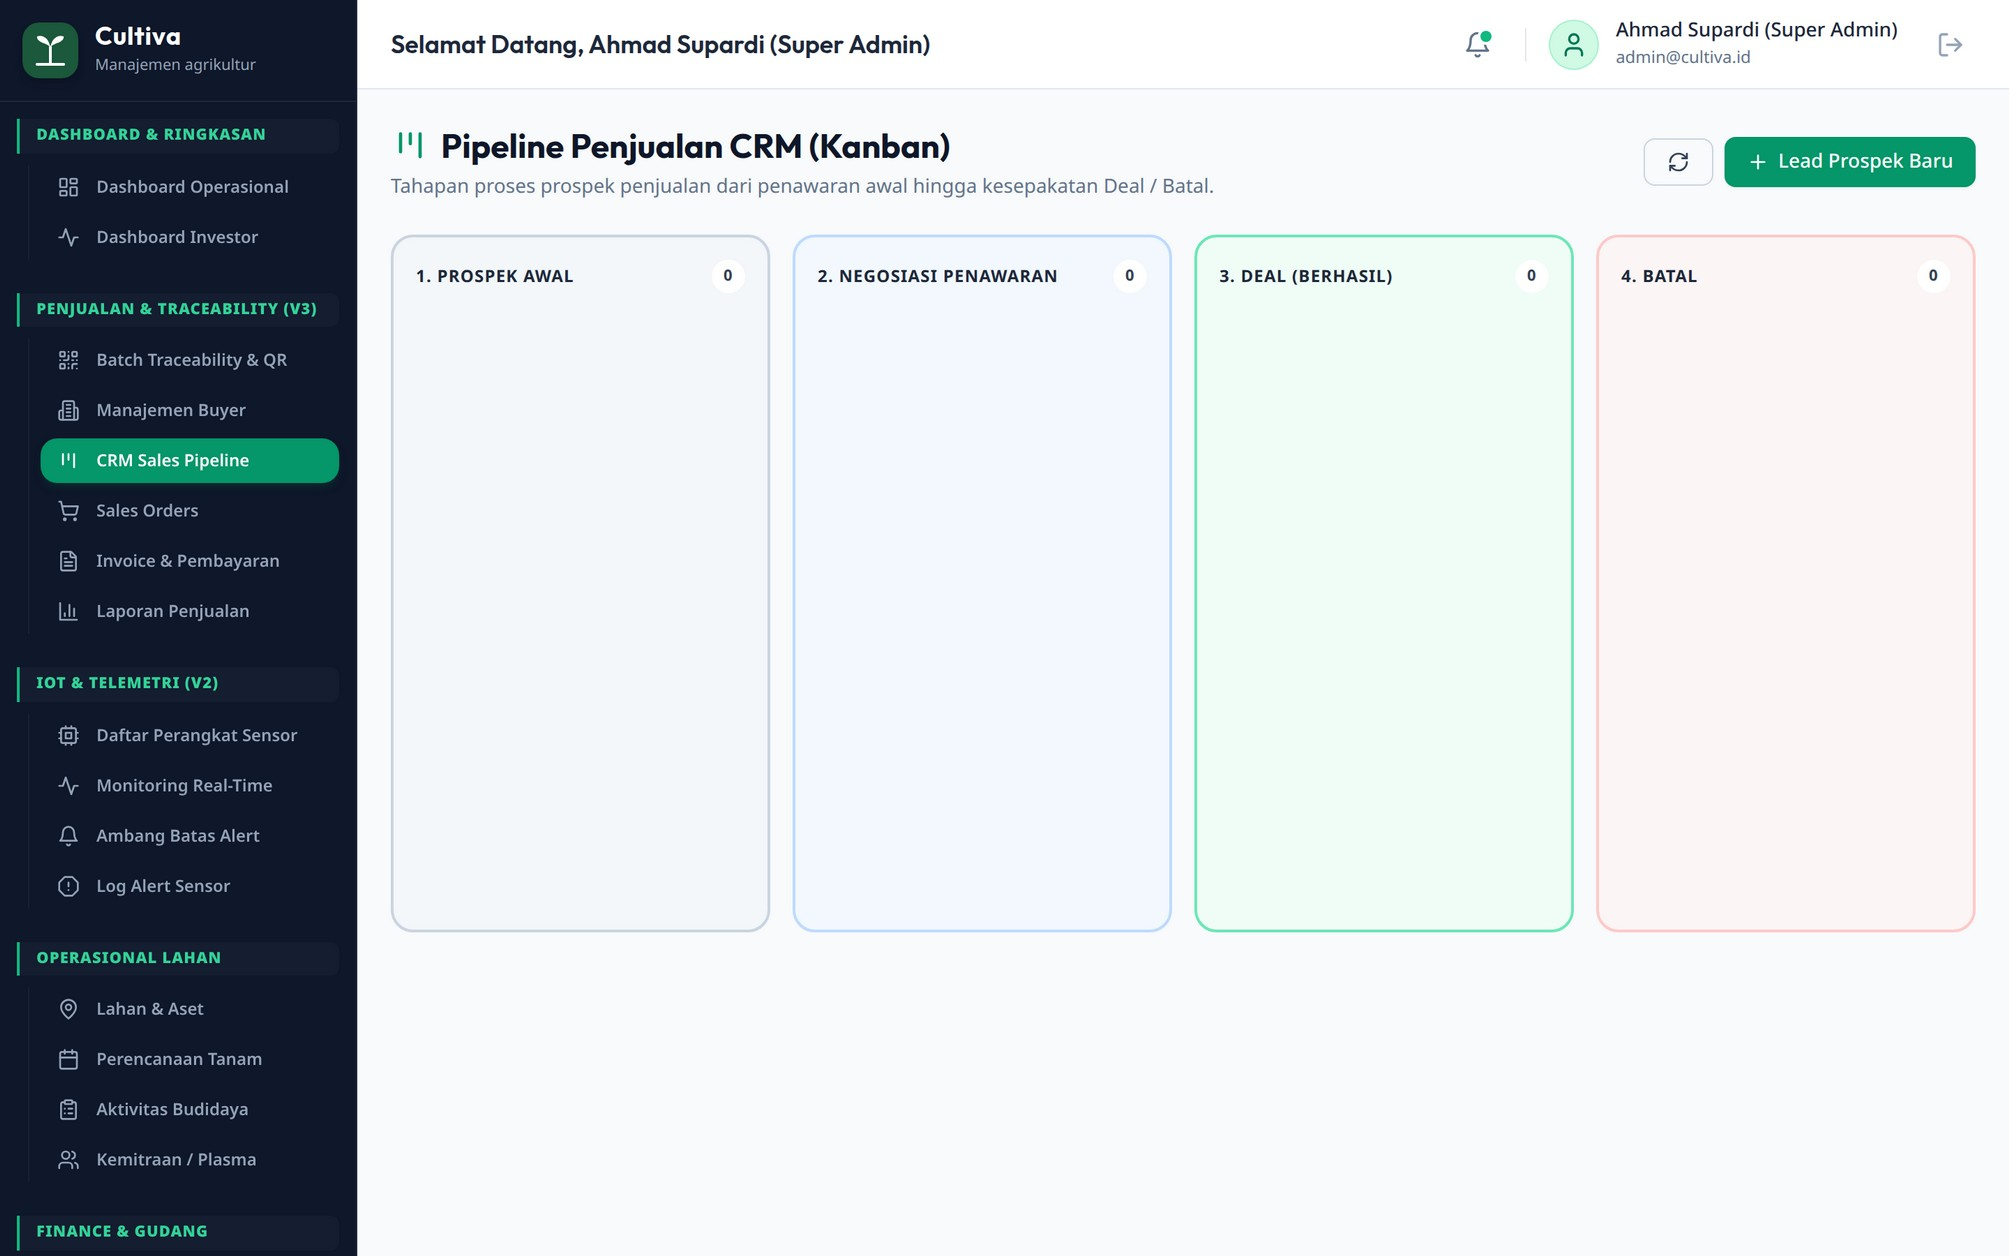 Cultiva
Manajemen agrikultur
DASHBOARD & RINGKASAN
Dashboard Operasional
Dashboard Investor
PENJUALAN & TRACEABILITY (V3)
Batch Traceability & QR
Manajemen Buyer
CRM Sales Pipeline
Sales Orders
Invoice & Pembayaran
Laporan Penjualan
IOT & TELEMETRI (V2)
Daftar Perangkat Sensor
Monitoring Real-Time
Ambang Batas Alert
Log Alert Sensor
OPERASIONAL LAHAN
Lahan & Aset
Perencanaan Tanam
Aktivitas Budidaya
Kemitraan / Plasma
FINANCE & GUDANG
Selamat Datang, Ahmad Supardi (Super Admin)
Ahmad Supardi (Super Admin)
admin@cultiva.id
Pipeline Penjualan CRM (Kanban)
Tahapan proses prospek penjualan dari penawaran awal hingga kesepakatan Deal / Batal.
Lead Prospek Baru
1. PROSPEK AWAL 0
2. NEGOSIASI PENAWARAN 0
3. DEAL (BERHASIL) 0
4. BATAL 0